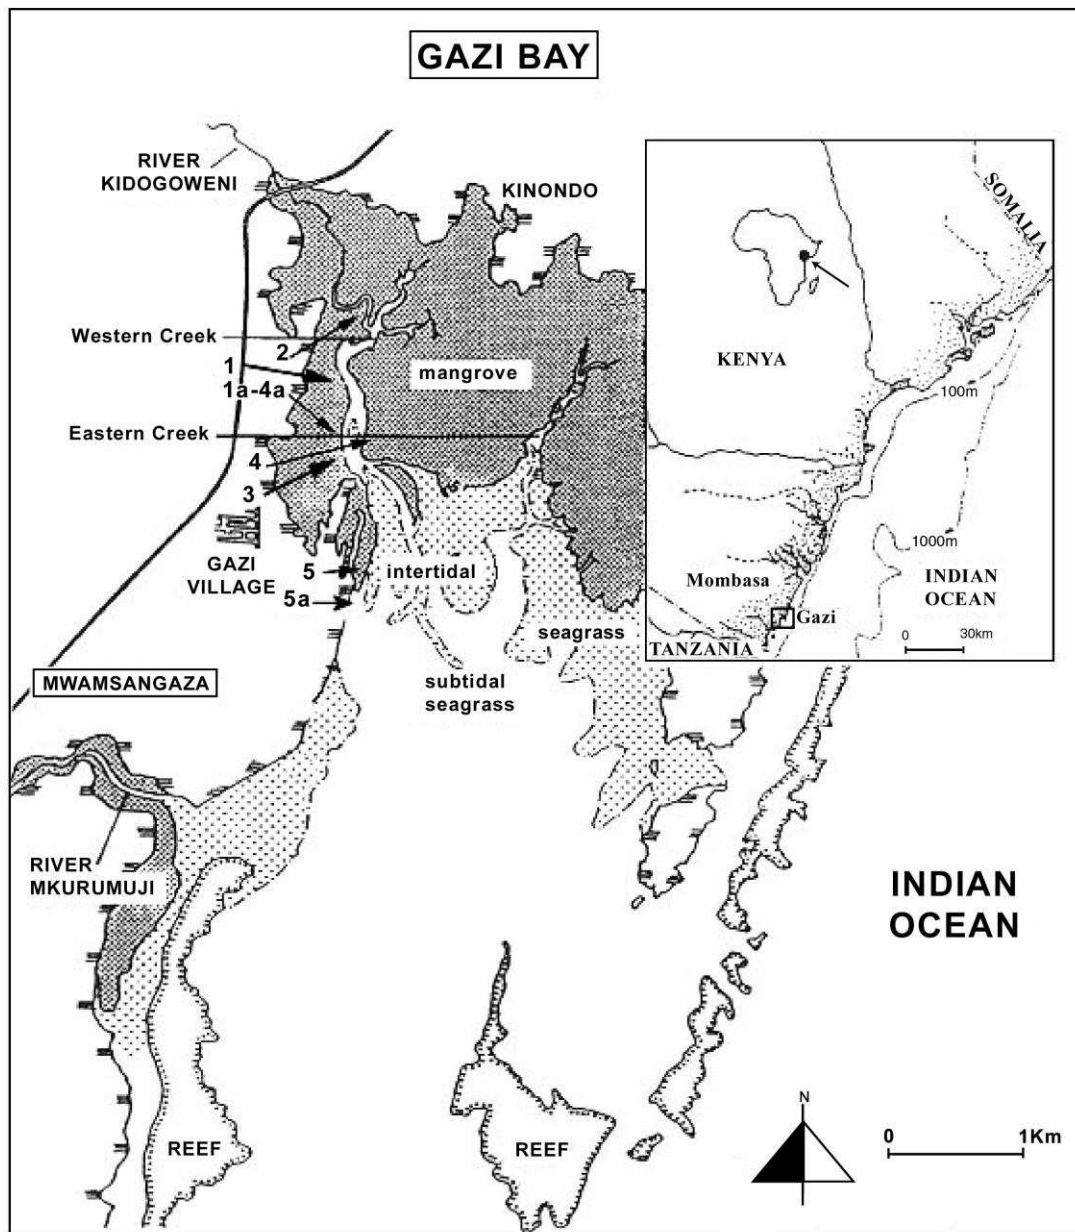 GAZI BAY
RIVER
KIDOGOWENI
KINONDO
Western Creek
2
1
mangrove
1a-4a
Eastern Creek
4
3
GAZI
VILLAGE
5
intertidal
5a
seagrass
subtidal
seagrass
MWAMSANGAZA
RIVER
MKURUMUJI
REEF
REEF
INDIAN
OCEAN
SOMALIA
KENYA
100m
1000m
Mombasa
INDIAN
OCEAN
Gazi
TANZANIA
0 30km
N
0 1Km